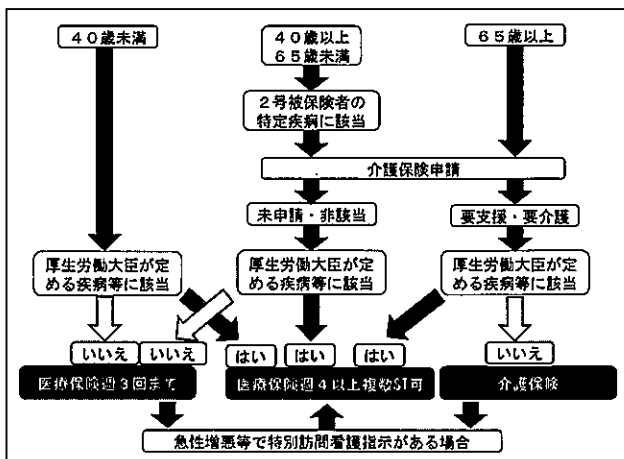 40歳未満
40歳以上
65歳未満
65歳以上
2号被保険者の
特定疾病に該当
介護保険申請
未申請・非該当
要支援・要介護
厚生労働大臣が定
める疾病等に該当
厚生労働大臣が定
める疾病等に該当
厚生労働大臣が定
める疾病等に該当
いいえ
いいえ
はい
はい
はい
いいえ
医療保険週3回まで
医療保険週4以上複数ST可
介護保険
急性増悪等で特別訪問看護指示がある場合